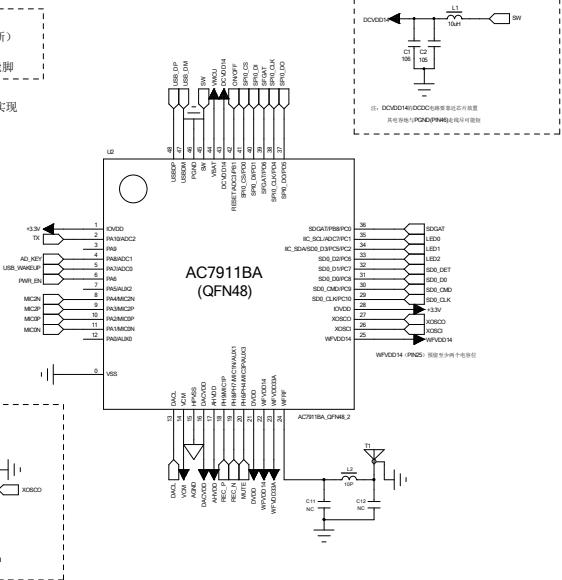 新）
能脚
实现
DCVDD14
L1
10uH
SW
C1
106
C2
105
注：DCVDD14的DCDC电路要靠近芯片放置
其电容地与PGND(PIN46)走线尽可能短
USB_DP
USB_DM
SW
VMCU
DCVDD14
ON/OFF
SPI0_CS
SPI0_DI
SFGAT
SPI0_CLK
SPI0_DO
48
47
46
45
44
43
42
41
40
39
38
37
U2
USBDP
USBDM
PGND
SW
VBAT
DCVDD14
RESET/ADC3/PB1
SPI0_CS/PD0
SPI0_DI/PD1
SFGAT/PD6
SPI0_CLK/PD4
SPI0_DO/PD5
+3.3V
1
IOVDD
TX
2
PA10/ADC2
3
PA9
AD_KEY
4
PA8/ADC1
USB_WAKEUP
5
PA7/ADC0
PWR_EN
6
PA6
7
PA5/AUX2
MIC2N
8
PA4/MIC2N
MIC2P
9
PA3/MIC2P
MIC0P
10
PA2/MIC0P
MIC0N
11
PA1/MIC0N
12
PA0/AUX0
0
VSS
AC7911BA
(QFN48)
SDGAT/PB8/PC0
36
SDGAT
IIC_SCL/ADC7/PC1
35
LED0
IIC_SDA/SD0_D3/PC5/PC2
34
LED1
SD0_D2/PC6
33
LED2
SD0_D1/PC7
32
SD0_DET
SD0_D0/PC8
31
SD0_D0
SD0_CMD/PC9
30
SD0_CMD
SD0_CLK/PC10
29
SD0_CLK
IOVDD
28
+3.3V
XOSCO
27
XOSCO
XOSCI
26
XOSCI
WFVDD14
25
WFVDD14
WFVDD14（PIN25）预留至少两个电容位
DACL
VCM
HPVSS
DACVDD
AHVDD
PH9/MIC1P
PH8/PH7/MIC1N/AUX1
PH6/PH4/MIC3P/AUX3
DVDD
WFVDD14
WFVDD33A
WFRF
13
14
15
16
17
18
19
20
21
22
23
24
AC7911BA_QFN48_2
DACL
VCM
AGND
DACVDD
AHVDD
REC_P
REC_N
MUTE
DVDD
WFVDD14
WFVDD33A
L2
10P
T1
C11
NC
C12
NC
XOSCO